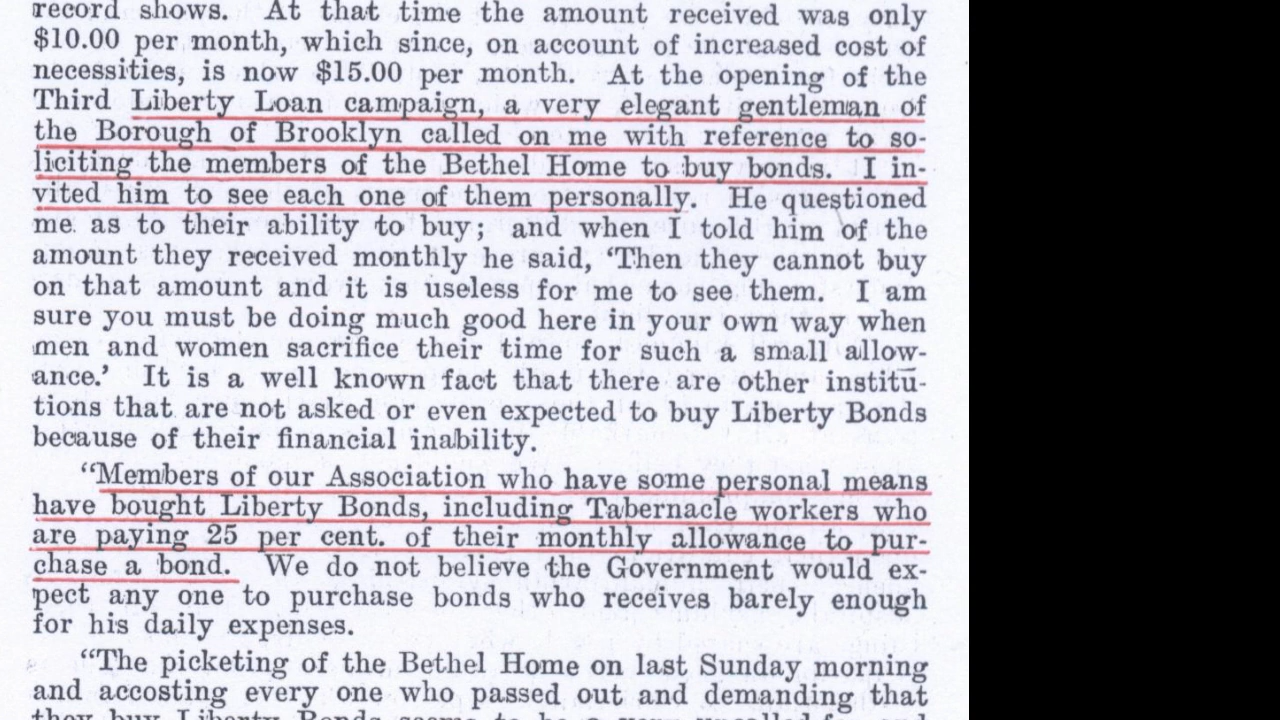 record shows. At that time the amount received was only
$10.00 per month, which since, on account of increased cost of
necessities, is now $15.00 per month. At the opening of the
Third Liberty Loan campaign, a very elegant gentleman of
the Borough of Brooklyn called on me with reference to so-
liciting the members of the Bethel Home to buy bonds. I in-
vited him to see each one of them personally. He questioned
me as to their ability to buy; and when I told him of the
amount they received monthly he said, ‘Then they cannot buy
on that amount and it is useless for me to see them. I am
sure you must be doing much good here in your own way when
men and women sacrifice their time for such a small allow-
ance.’ It is a well known fact that there are other institu-
tions that are not asked or even expected to buy Liberty Bonds
because of their financial inability.
“Members of our Association who have some personal means
have bought Liberty Bonds, including Tabernacle workers who
are paying 25 per cent. of their monthly allowance to pur-
chase a bond. We do not believe the Government would ex-
pect any one to purchase bonds who receives barely enough
for his daily expenses.
“The picketing of the Bethel Home on last Sunday morning
and accosting every one who passed out and demanding that
they buy Liberty Bonds seems to be a very uncalled-for and